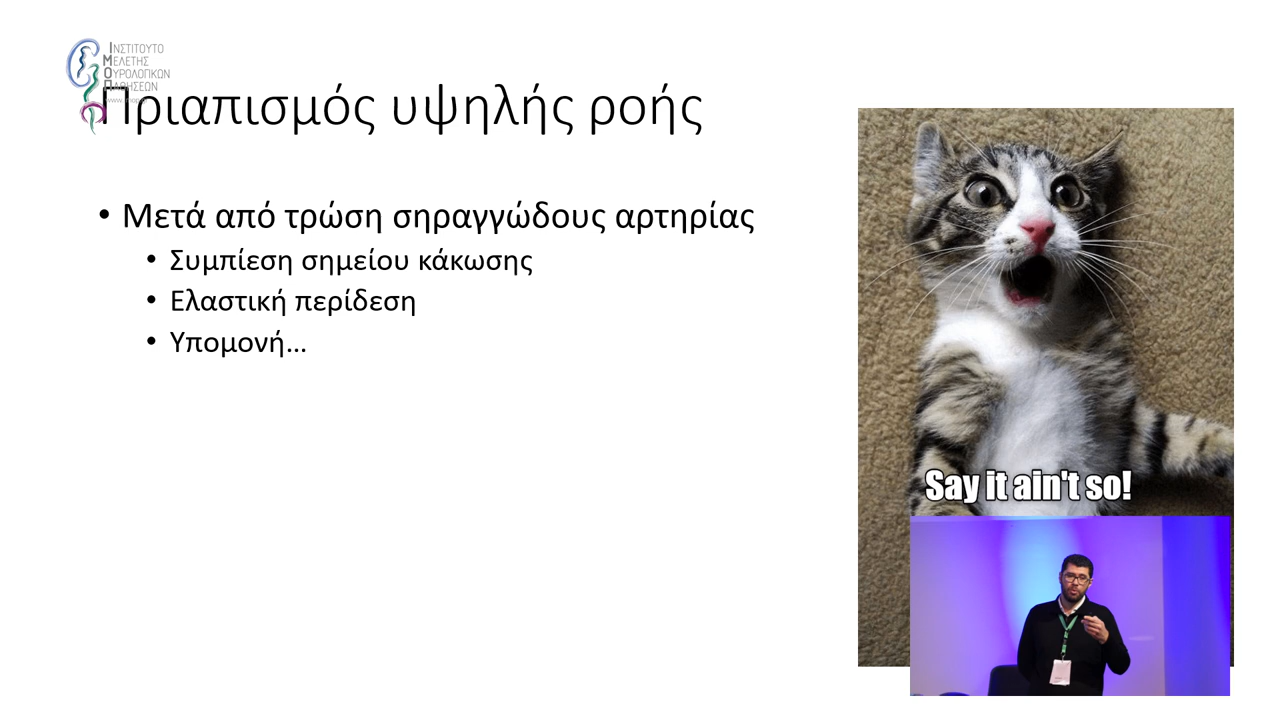 ΙΝΣΤΙΤΟΥΤΟ
ΜΕΛΕΤΗΣ
ΟΥΡΟΛΟΓΙΚΩΝ
ΠΑΘΗΣΕΩΝ
Πριαπισμός υψηλής ροής
• Μετά από τρώση σηραγγώδους αρτηρίας
• Συμπίεση σημείου κάκωσης
• Ελαστική περίδεση
• Υπομονή...
Say it ain't so!